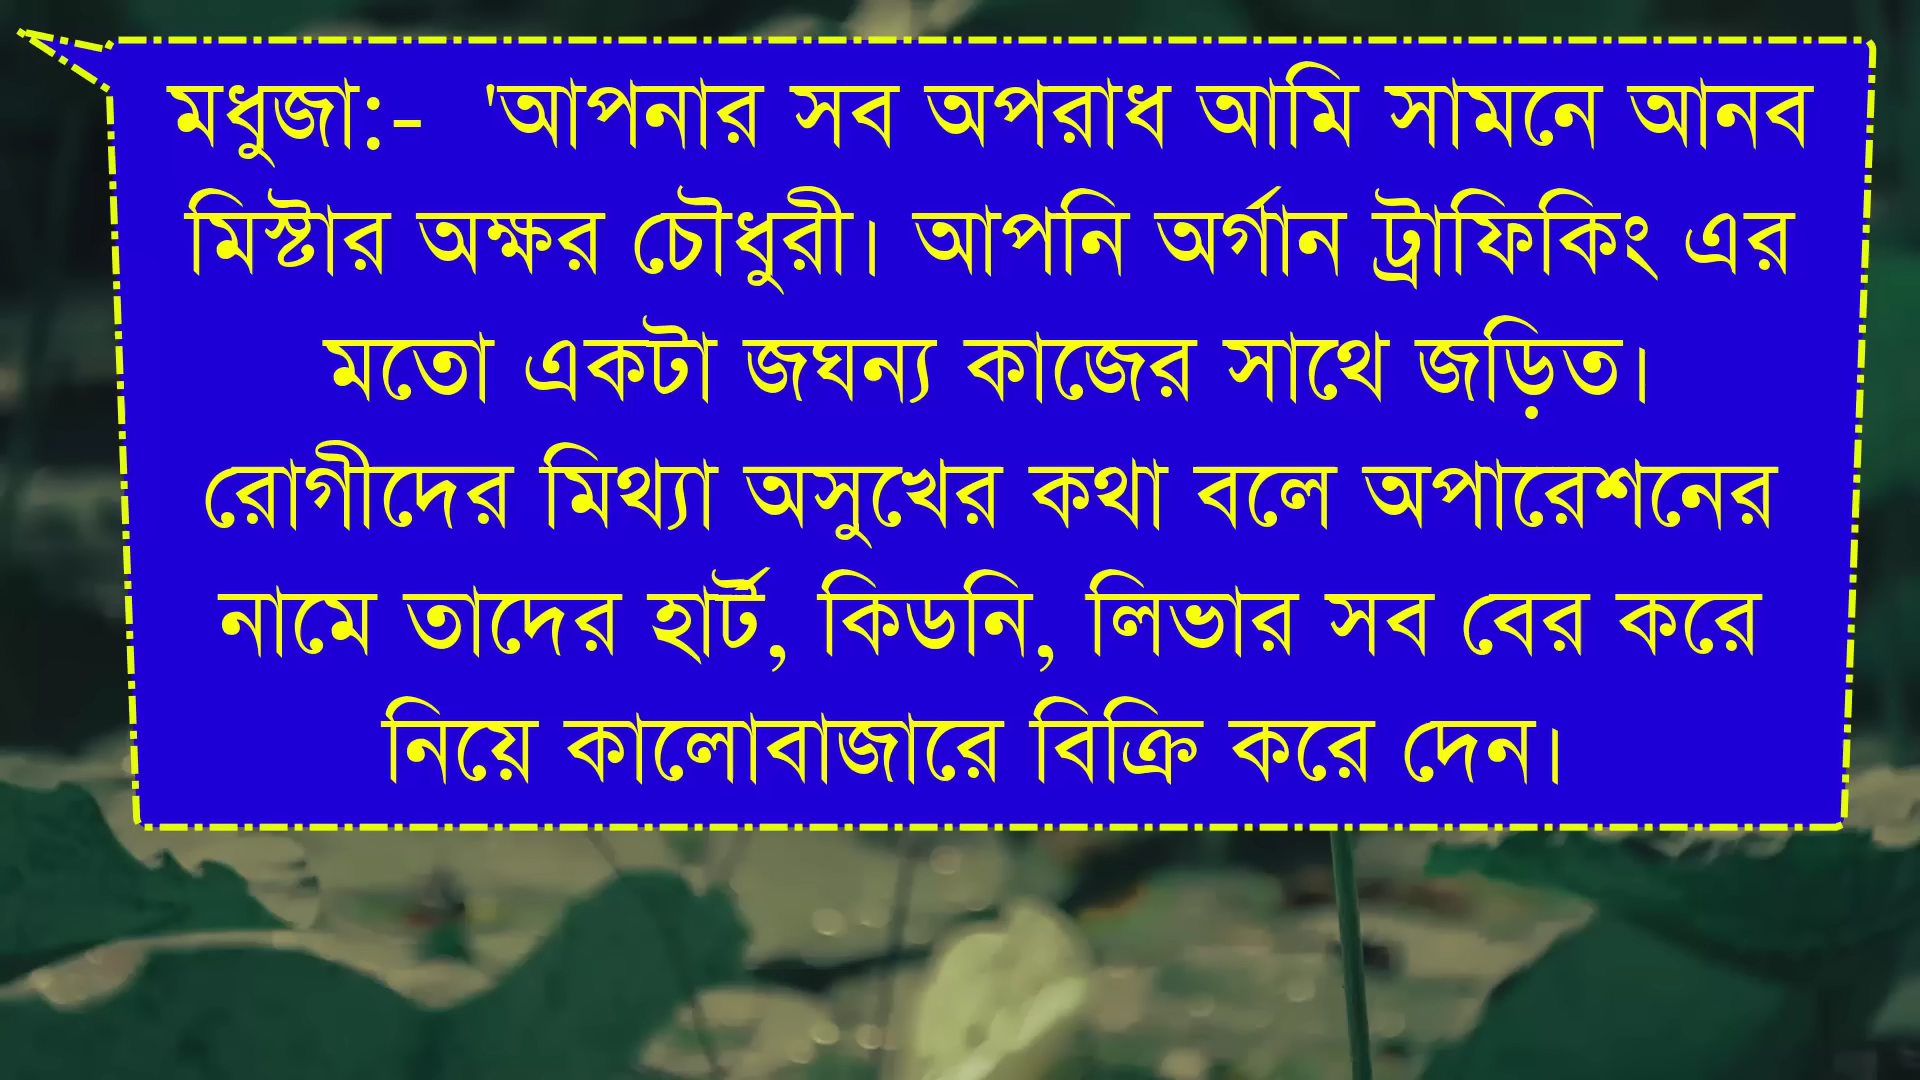 মধুজা:-  'আপনার সব অপরাধ আমি সামনে আনব
মিস্টার অক্ষর চৌধুরী। আপনি অর্গান ট্রাফিকিং এর
মতো একটা জঘন্য কাজের সাথে জড়িত।
রোগীদের মিথ্যা অসুখের কথা বলে অপারেশনের
নামে তাদের হার্ট, কিডনি, লিভার সব বের করে
নিয়ে কালোবাজারে বিক্রি করে দেন।